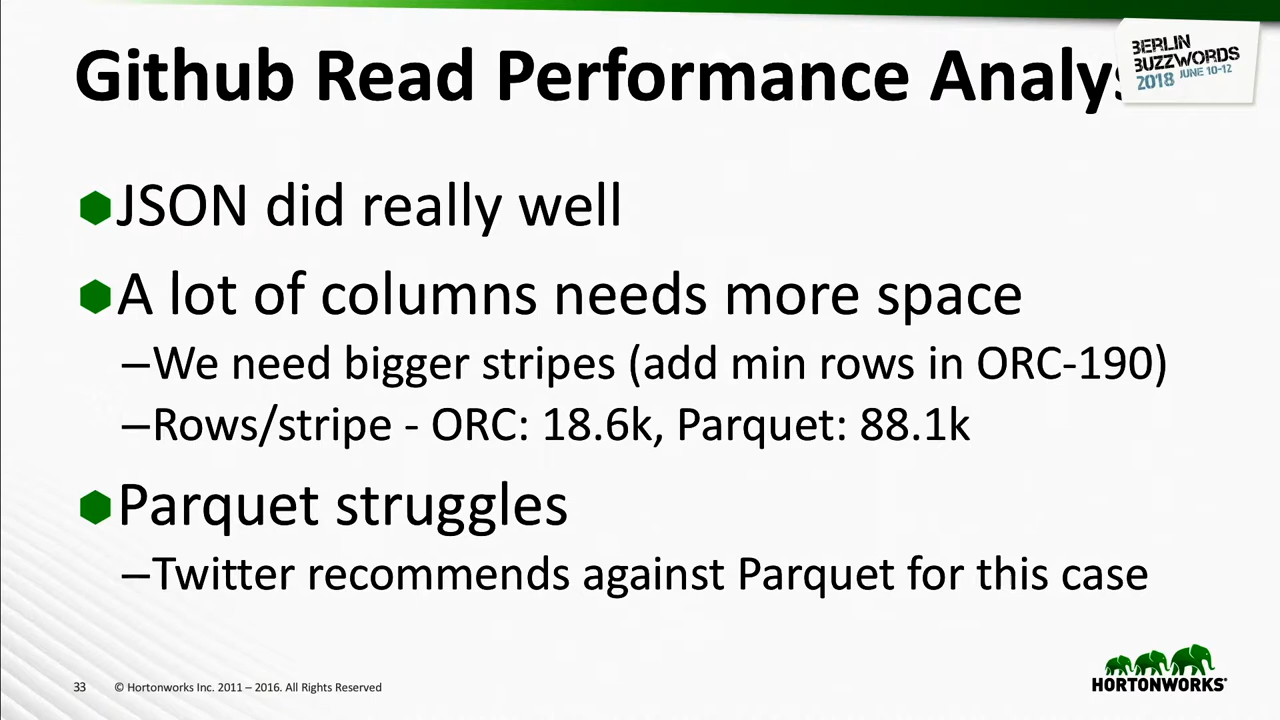 Github Read Performance Analys
BERLIN
BUZZWORDS
2018 JUNE 10-12
JSON did really well
A lot of columns needs more space
–We need bigger stripes (add min rows in ORC-190)
–Rows/stripe - ORC: 18.6k, Parquet: 88.1k
Parquet struggles
–Twitter recommends against Parquet for this case
33 © Hortonworks Inc. 2011 – 2016. All Rights Reserved
HORTONWORKS